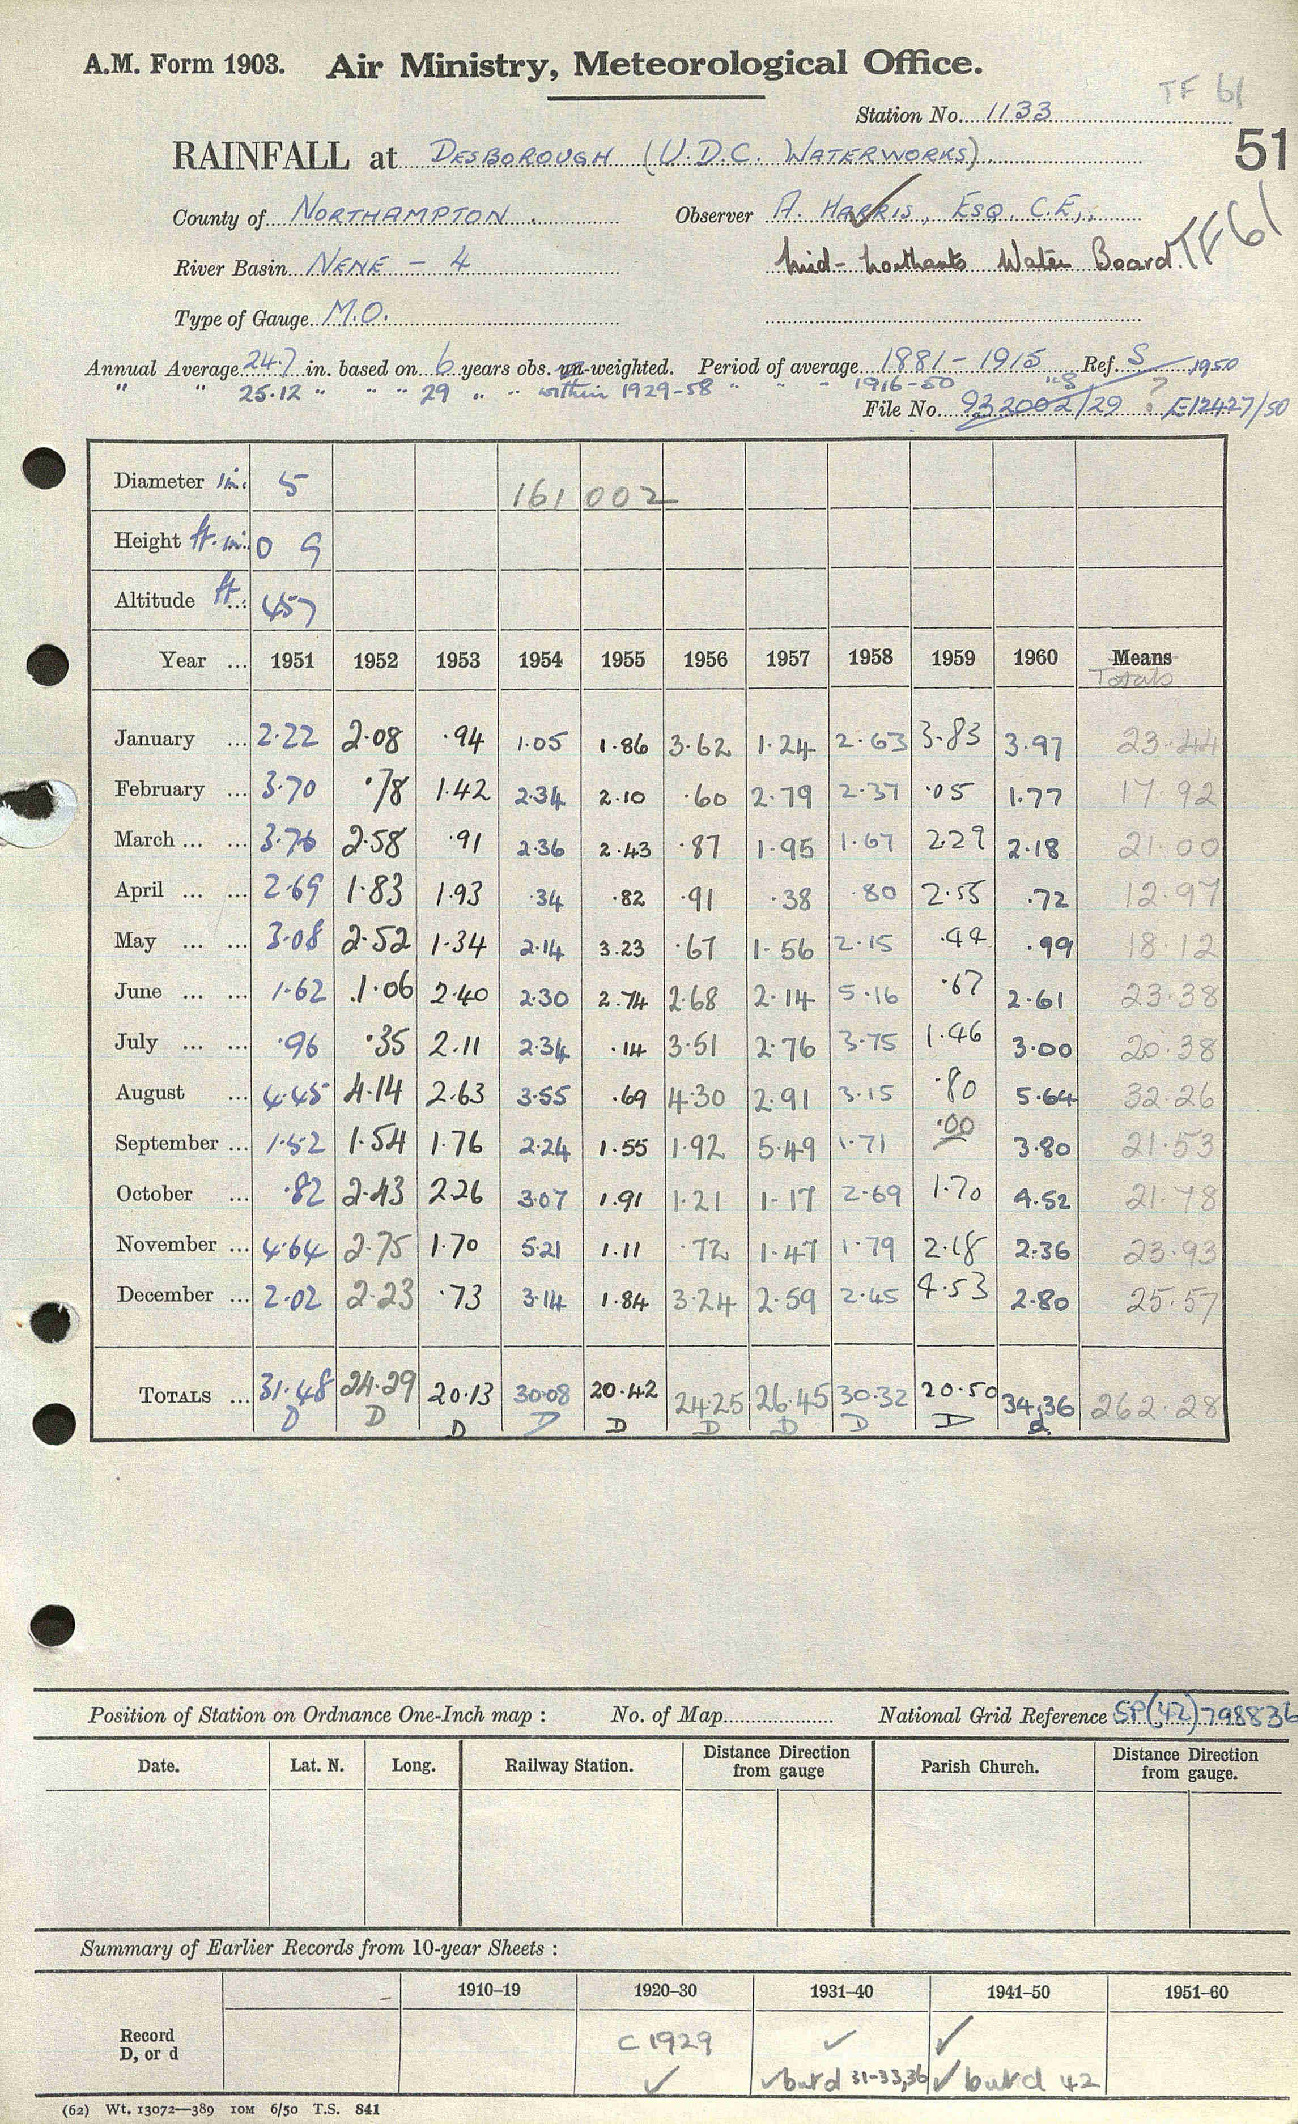 A.M. Form 1903. Air Ministry, Meteorological Office.
TF 61
Station No. 1133
51
RAINFALL at DESBOROUGH (U.D.C. WATERWORKS)
County of NORTHAMPTON. Observer A. HARRIS, ESQ. C.E.,
River Basin NENE - 4 Mid-Northants Water Board. TF 61
Type of Gauge M.O.
Annual Average 24.7 in. based on 6 years obs. un-weighted. Period of average 1881-1915 Ref. S 1950
" " 25.12 " " " 29 " " within 1929-58 " " " 1916-50 "S
File No. 932002/29 ? E12427/50
Diameter in. 5 161002
Height ft. in. 0 9
Altitude ft. 457
Year ... 1951 1952 1953 1954 1955 1956 1957 1958 1959 1960 Means
Totals
January ... 2.22 2.08 .94 1.05 1.86 3.62 1.24 2.63 3.83 3.97 23.44
February ... 3.70 .78 1.42 2.34 2.10 .60 2.79 2.37 .05 1.77 17.92
March ... ... 3.76 2.58 .91 2.36 2.43 .87 1.95 1.67 2.29 2.18 21.00
April ... ... 2.69 1.83 1.93 .34 .82 .91 .38 .80 2.55 .72 12.97
May ... ... 3.08 2.52 1.34 2.14 3.23 .67 1.56 2.15 .44 .99 18.12
June ... ... 1.62 1.06 2.40 2.30 2.74 2.68 2.14 5.16 .67 2.61 23.38
July ... ... .96 .35 2.11 2.34 .14 3.51 2.76 3.75 1.46 3.00 20.38
August ... 4.45 4.14 2.63 3.55 .69 4.30 2.91 3.15 .80 5.64 32.26
September ... 1.52 1.54 1.76 2.24 1.55 1.92 5.49 1.71 .00 3.80 21.53
October ... .82 2.43 2.26 3.07 1.91 1.21 1.17 2.69 1.70 4.52 21.78
November ... 4.64 2.75 1.70 5.21 1.11 .72 1.47 1.79 2.18 2.36 23.93
December ... 2.02 2.23 .73 3.14 1.84 3.24 2.59 2.45 4.53 2.80 25.57
TOTALS ... 31.48 24.29 20.13 30.08 20.42 24.25 26.45 30.32 20.50 34.36 262.28
D D D D D D D D D d
Position of Station on Ordnance One-Inch map : No. of Map National Grid Reference SP(42)798836
Date. Lat. N. Long. Railway Station. Distance Direction from gauge Parish Church. Distance Direction from gauge.
Summary of Earlier Records from 10-year Sheets :
1910–19 1920–30 1931–40 1941–50 1951–60
Record C 1929 ✓ ✓
D, or d ✓ ✓ but d 31-33,36 ✓ but d 42
(62) Wt. 13072—389 10M 6/50 T.S. 841